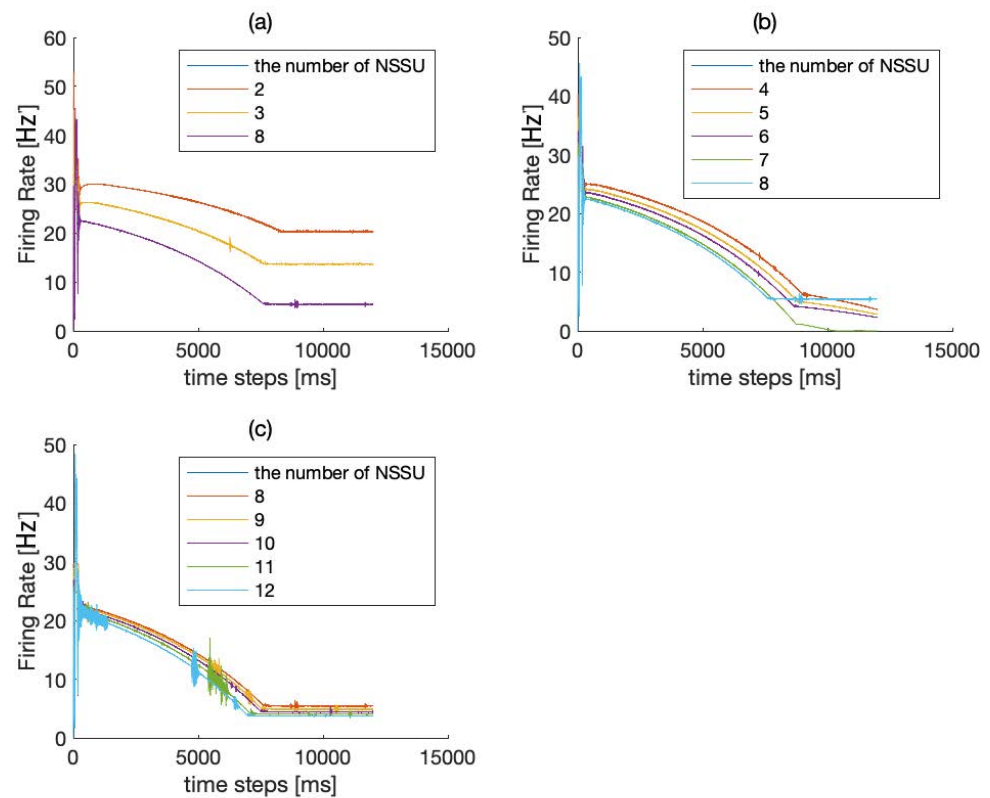 (a)
60
50
40
30
20
10
0
Firing Rate [Hz]
the number of NSSU
2
3
8
0 5000 10000 15000
time steps [ms]
(b)
50
40
30
20
10
0
the number of NSSU
4
5
6
7
8
0 5000 10000 15000
time steps [ms]
Firing Rate [Hz]
(c)
50
40
30
20
10
0
Firing Rate [Hz]
the number of NSSU
8
9
10
11
12
0 5000 10000 15000
time steps [ms]